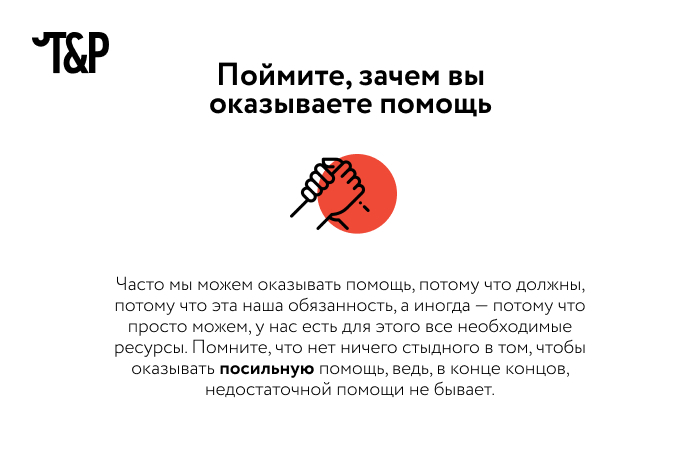 T&P
Поймите, зачем вы
оказываете помощь
Часто мы можем оказывать помощь, потому что должны,
потому что эта наша обязанность, а иногда — потому что
просто можем, у нас есть для этого все необходимые
ресурсы. Помните, что нет ничего стыдного в том, чтобы
оказывать посильную помощь, ведь, в конце концов,
недостаточной помощи не бывает.